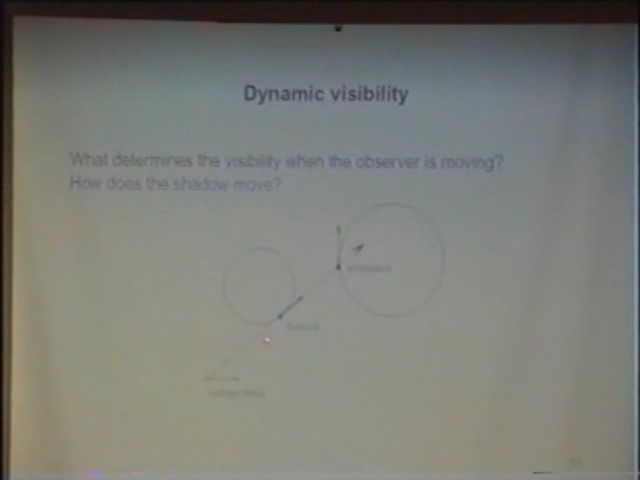 Dynamic visibility
What determines the visibility when the observer is moving?
How does the shadow move?